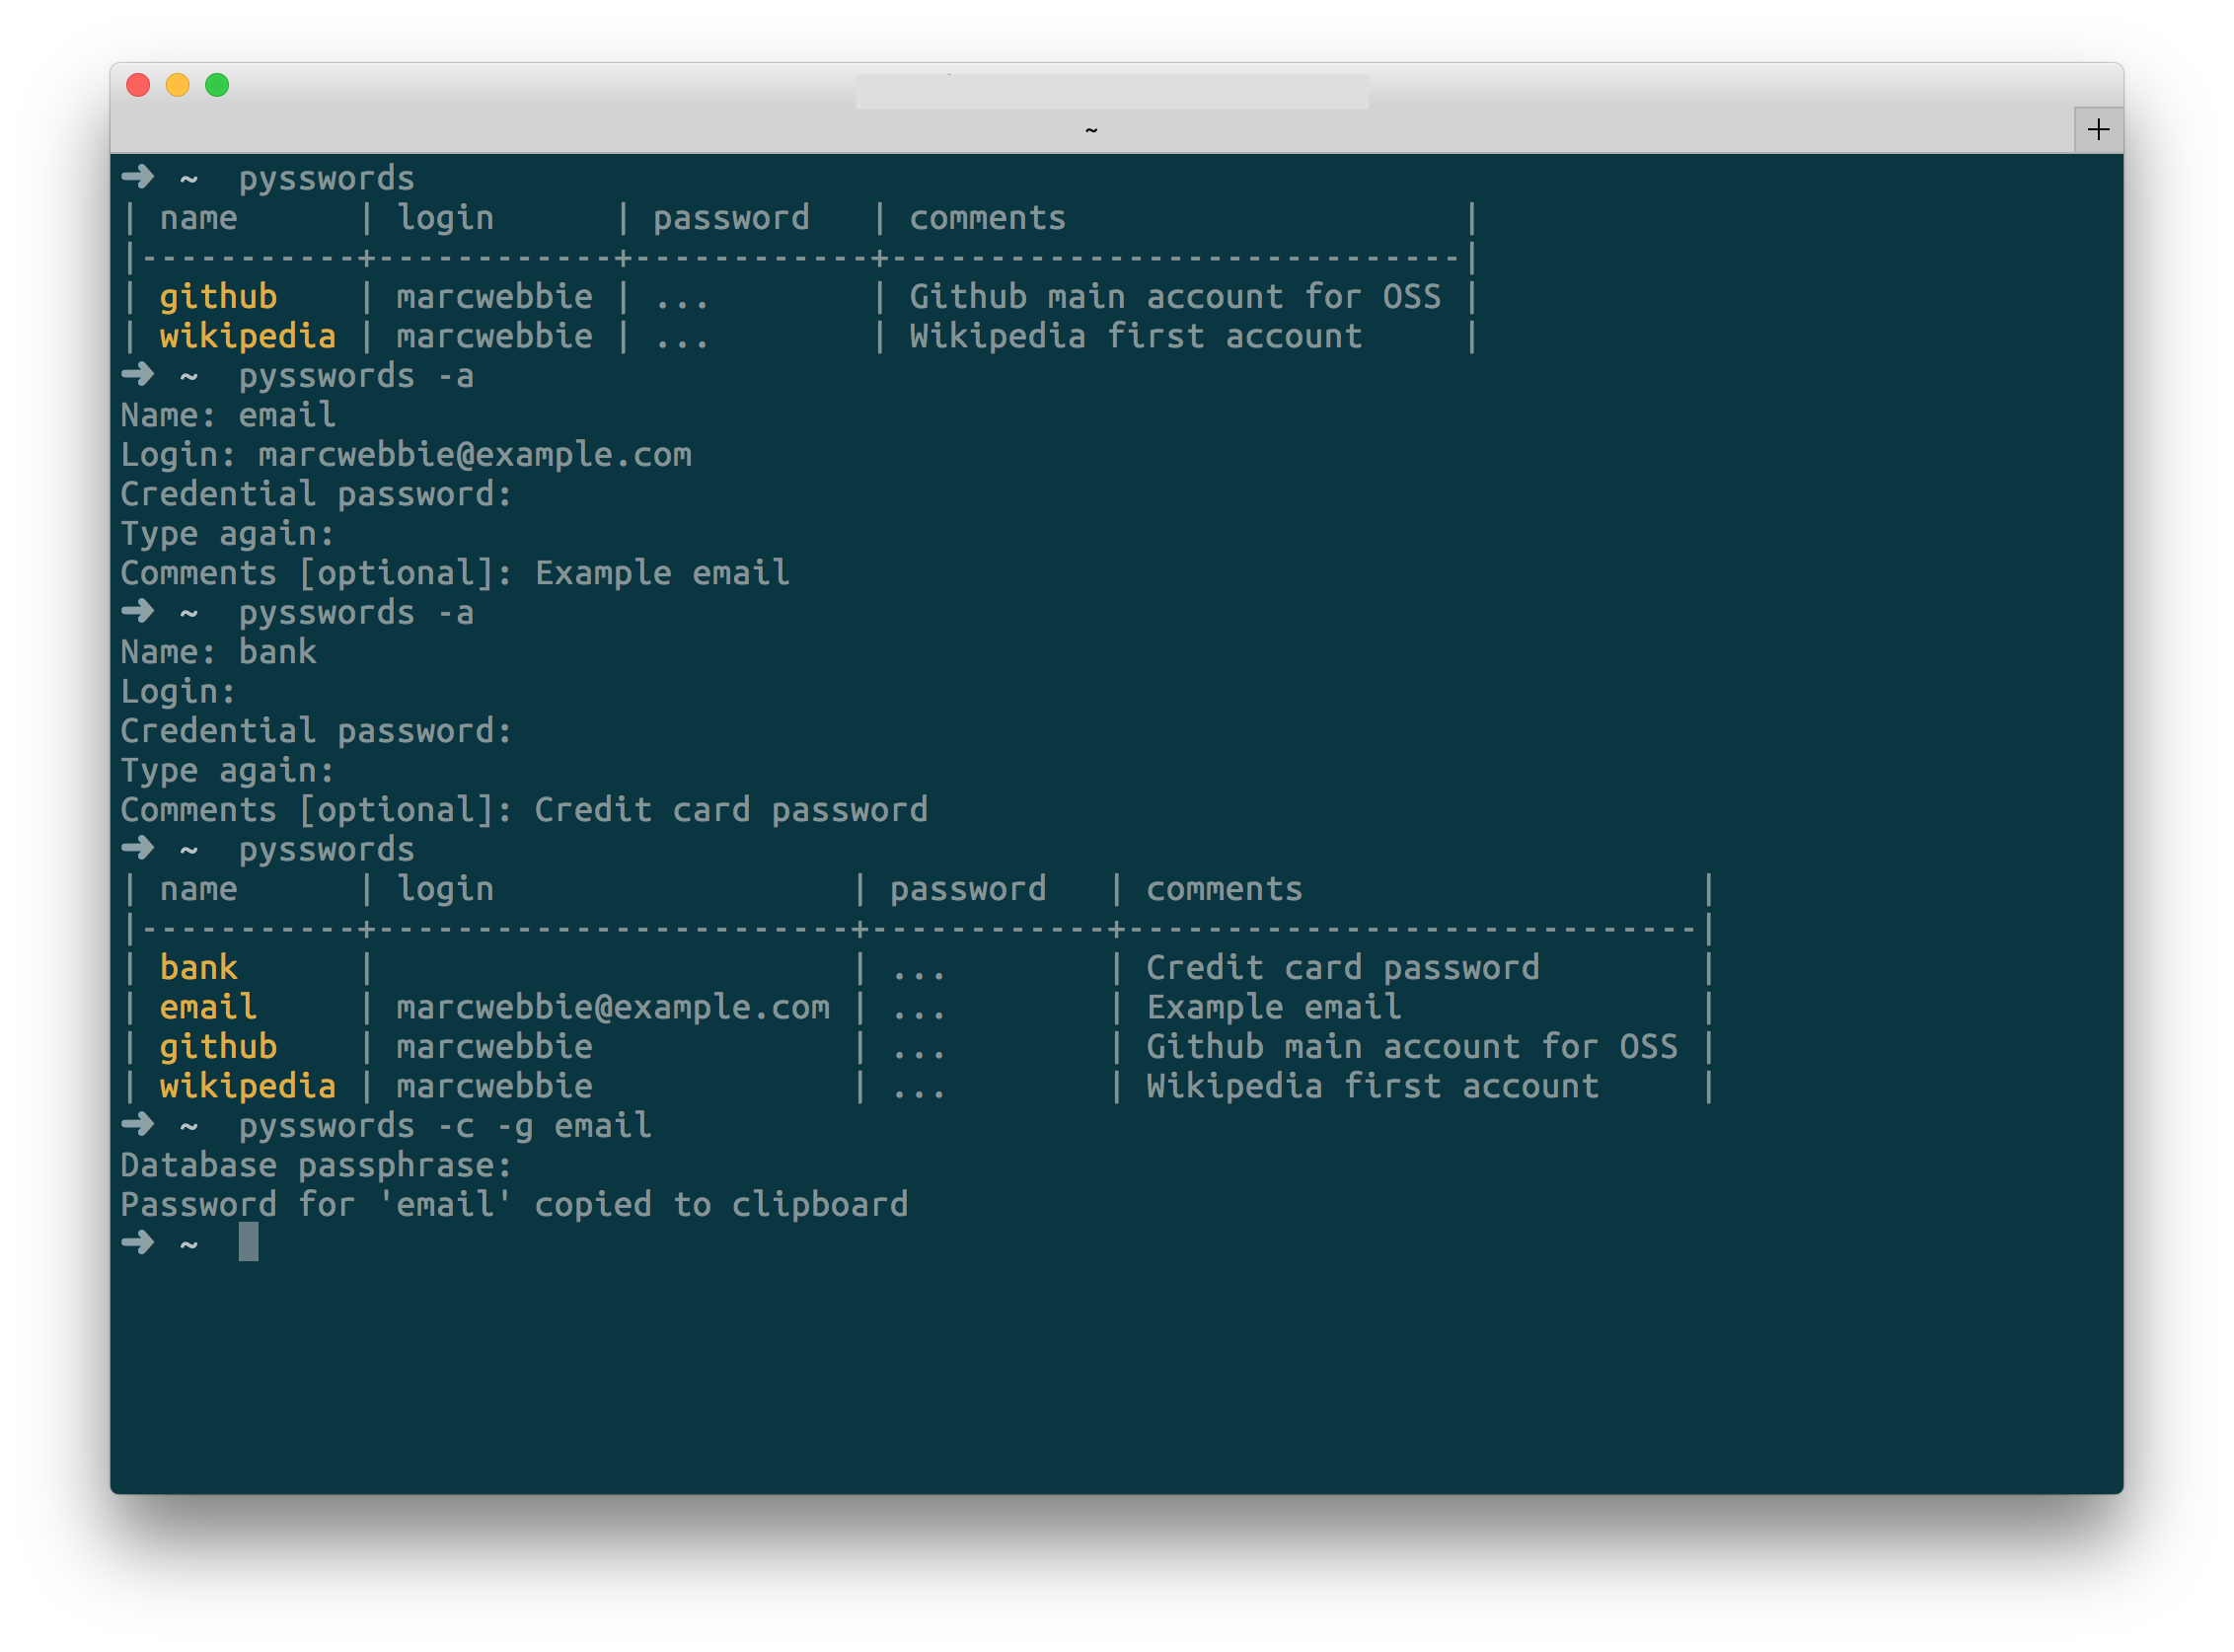 ~
➜ ~  pysswords
| name      | login      | password   | comments                    |
|-----------+------------+------------+-----------------------------|
| github    | marcwebbie | ...        | Github main account for OSS |
| wikipedia | marcwebbie | ...        | Wikipedia first account     |
➜ ~  pysswords -a
Name: email
Login: marcwebbie@example.com
Credential password:
Type again:
Comments [optional]: Example email
➜ ~  pysswords -a
Name: bank
Login:
Credential password:
Type again:
Comments [optional]: Credit card password
➜ ~  pysswords
| name      | login                  | password   | comments                    |
|-----------+------------------------+------------+-----------------------------|
| bank      |                        | ...        | Credit card password        |
| email     | marcwebbie@example.com | ...        | Example email               |
| github    | marcwebbie             | ...        | Github main account for OSS |
| wikipedia | marcwebbie             | ...        | Wikipedia first account     |
➜ ~  pysswords -c -g email
Database passphrase:
Password for 'email' copied to clipboard
➜ ~